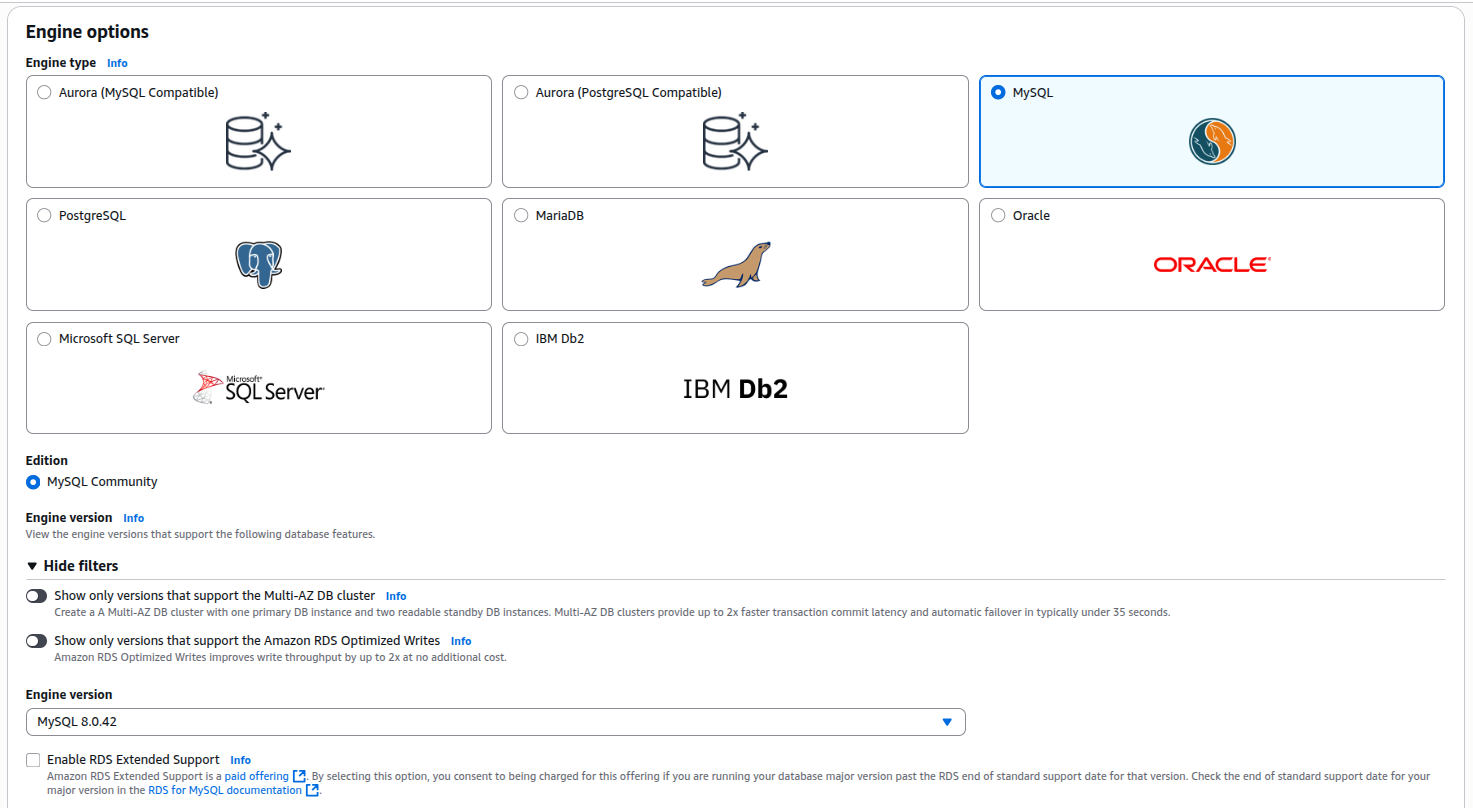 Engine options
Engine type Info
Aurora (MySQL Compatible)
Aurora (PostgreSQL Compatible)
MySQL
PostgreSQL
MariaDB
Oracle
ORACLE
Microsoft SQL Server
IBM Db2
Microsoft
SQL Server
IBM Db2
Edition
MySQL Community
Engine version Info
View the engine versions that support the following database features.
Hide filters
Show only versions that support the Multi-AZ DB cluster Info
Create a A Multi-AZ DB cluster with one primary DB instance and two readable standby DB instances. Multi-AZ DB clusters provide up to 2x faster transaction commit latency and automatic failover in typically under 35 seconds.
Show only versions that support the Amazon RDS Optimized Writes Info
Amazon RDS Optimized Writes improves write throughput by up to 2x at no additional cost.
Engine version
MySQL 8.0.42
Enable RDS Extended Support Info
Amazon RDS Extended Support is a paid offering. By selecting this option, you consent to being charged for this offering if you are running your database major version past the RDS end of standard support date for that version. Check the end of standard support date for your
major version in the RDS for MySQL documentation.